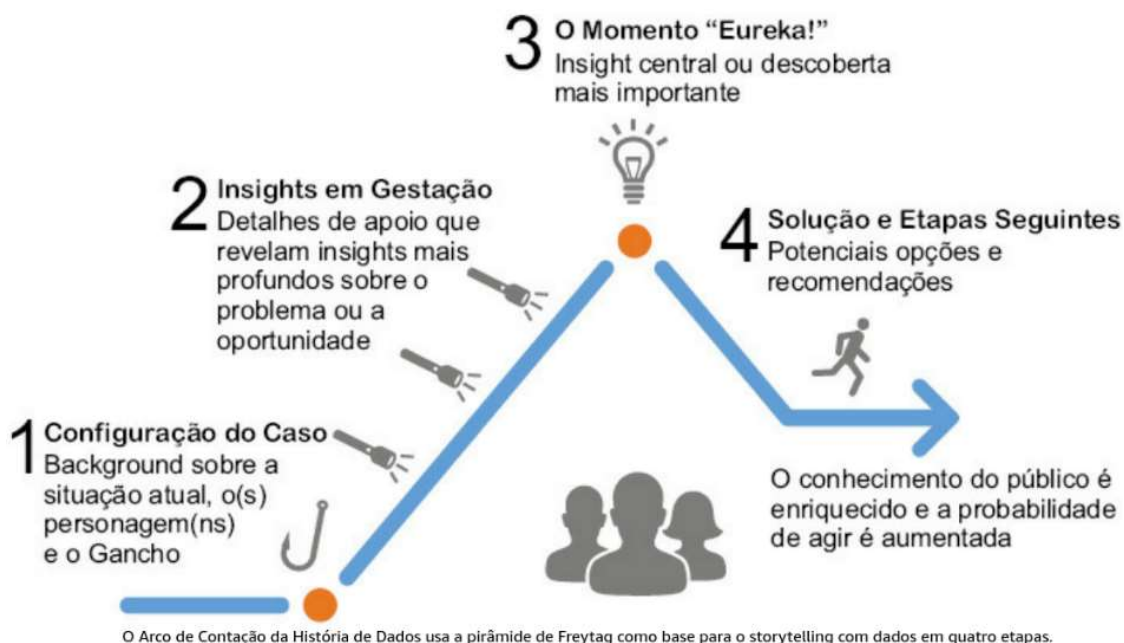 1 Configuração do Caso
Background sobre a
situação atual, o(s)
personagem(ns)
e o Gancho
2 Insights em Gestação
Detalhes de apoio que
revelam insights mais
profundos sobre o
problema ou a
oportunidade
3 O Momento “Eureka!”
Insight central ou descoberta
mais importante
4 Solução e Etapas Seguintes
Potenciais opções e
recomendações
O conhecimento do público é
enriquecido e a probabilidade
de agir é aumentada
O Arco de Contação da História de Dados usa a pirâmide de Freytag como base para o storytelling com dados em quatro etapas.